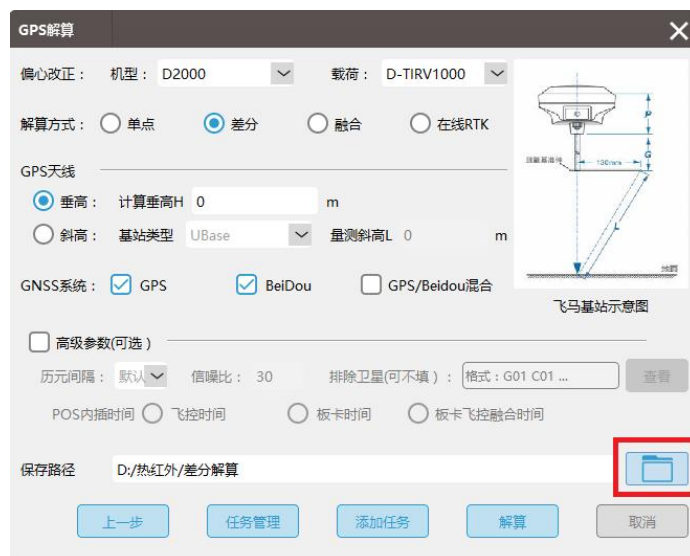 GPS解算
偏心改正： 机型： D2000 载荷： D-TIRV1000
解算方式： 单点 差分 融合 在线RTK
GPS天线
垂高： 计算垂高H 0 m
斜高： 基站类型 UBase 量测斜高L 0 m
GNSS系统： GPS BeiDou GPS/Beidou混合
130mm
L
地面
飞马基站示意图
高级参数(可选)
历元间隔： 默认 信噪比： 30 排除卫星(可不填)： 格式：G01 C01 ... 查看
POS内插时间 飞控时间 板卡时间 板卡飞控融合时间
保存路径 D:/热红外/差分解算
上一步 任务管理 添加任务 解算 取消